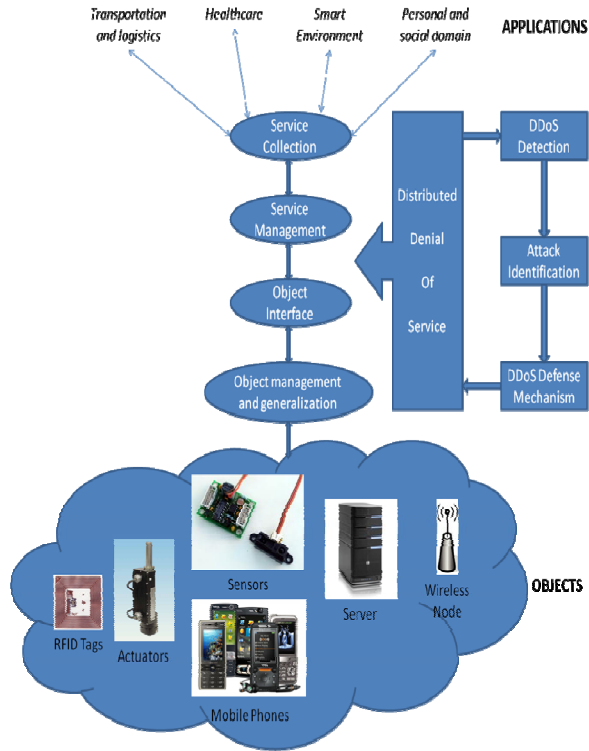 Transportation
and logistics
Healthcare
Smart
Environment
Personal and
social domain
APPLICATIONS
Service
Collection
Service
Management
Object
Interface
Object management
and generalization
Distributed
Denial
Of
Service
DDoS
Detection
Attack
Identification
DDoS Defense
Mechanism
Sensors
Server
Wireless
Node
RFID Tags
Actuators
Mobile Phones
OBJECTS